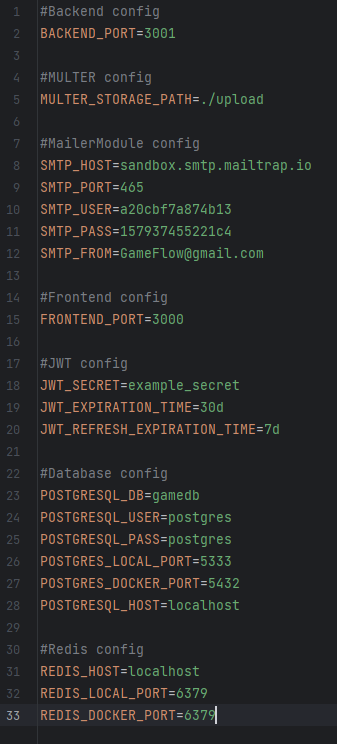 1 #Backend config
2 BACKEND_PORT=3001
3
4 #MULTER config
5 MULTER_STORAGE_PATH=./upload
6
7 #MailerModule config
8 SMTP_HOST=sandbox.smtp.mailtrap.io
9 SMTP_PORT=465
10 SMTP_USER=a20cbf7a874b13
11 SMTP_PASS=157937455221c4
12 SMTP_FROM=GameFlow@gmail.com
13
14 #Frontend config
15 FRONTEND_PORT=3000
16
17 #JWT config
18 JWT_SECRET=example_secret
19 JWT_EXPIRATION_TIME=30d
20 JWT_REFRESH_EXPIRATION_TIME=7d
21
22 #Database config
23 POSTGRESQL_DB=gamedb
24 POSTGRESQL_USER=postgres
25 POSTGRESQL_PASS=postgres
26 POSTGRES_LOCAL_PORT=5333
27 POSTGRES_DOCKER_PORT=5432
28 POSTGRESQL_HOST=localhost
29
30 #Redis config
31 REDIS_HOST=localhost
32 REDIS_LOCAL_PORT=6379
33 REDIS_DOCKER_PORT=6379